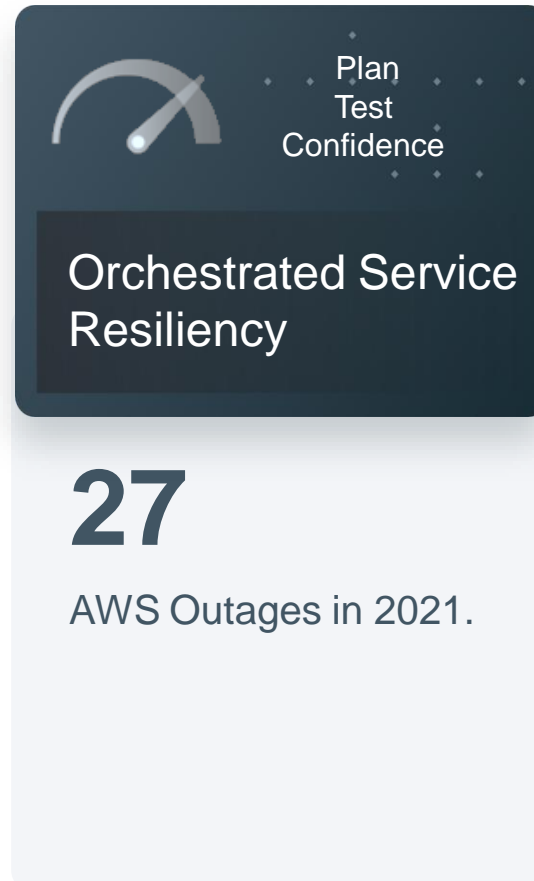 Plan
Test
Confidence
Orchestrated Service
Resiliency
27
AWS Outages in 2021.